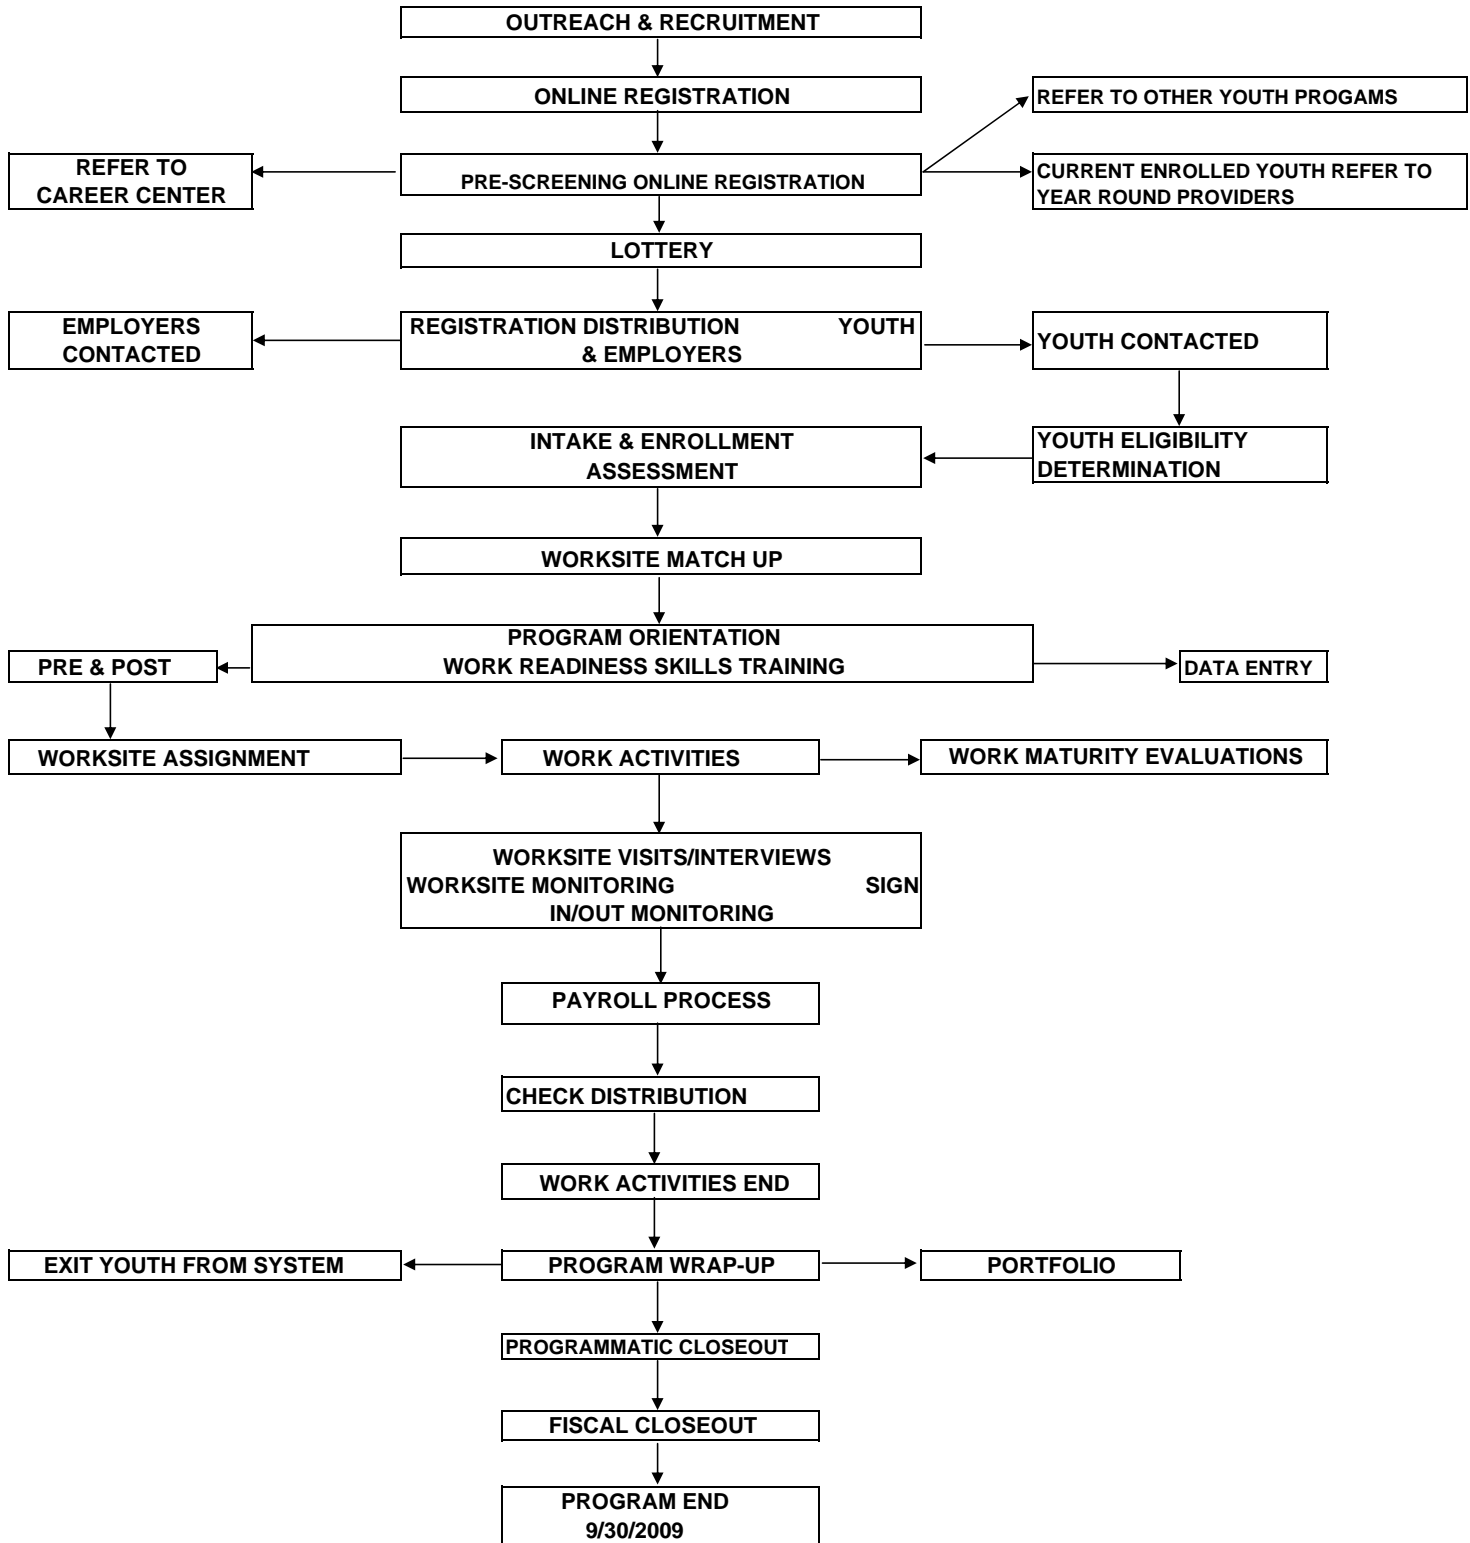 OUTREACH & RECRUITMENT
ONLINE REGISTRATION
REFER TO OTHER YOUTH PROGAMS
REFER TO
CAREER CENTER
PRE-SCREENING ONLINE REGISTRATION
CURRENT ENROLLED YOUTH REFER TO
YEAR ROUND PROVIDERS
LOTTERY
EMPLOYERS
CONTACTED
REGISTRATION DISTRIBUTION YOUTH
& EMPLOYERS
YOUTH CONTACTED
INTAKE & ENROLLMENT
ASSESSMENT
YOUTH ELIGIBILITY
DETERMINATION
WORKSITE MATCH UP
PROGRAM ORIENTATION
WORK READINESS SKILLS TRAINING
PRE & POST
DATA ENTRY
WORKSITE ASSIGNMENT
WORK ACTIVITIES
WORK MATURITY EVALUATIONS
WORKSITE VISITS/INTERVIEWS
WORKSITE MONITORING SIGN
IN/OUT MONITORING
PAYROLL PROCESS
CHECK DISTRIBUTION
WORK ACTIVITIES END
EXIT YOUTH FROM SYSTEM
PROGRAM WRAP-UP
PORTFOLIO
PROGRAMMATIC CLOSEOUT
FISCAL CLOSEOUT
PROGRAM END
9/30/2009